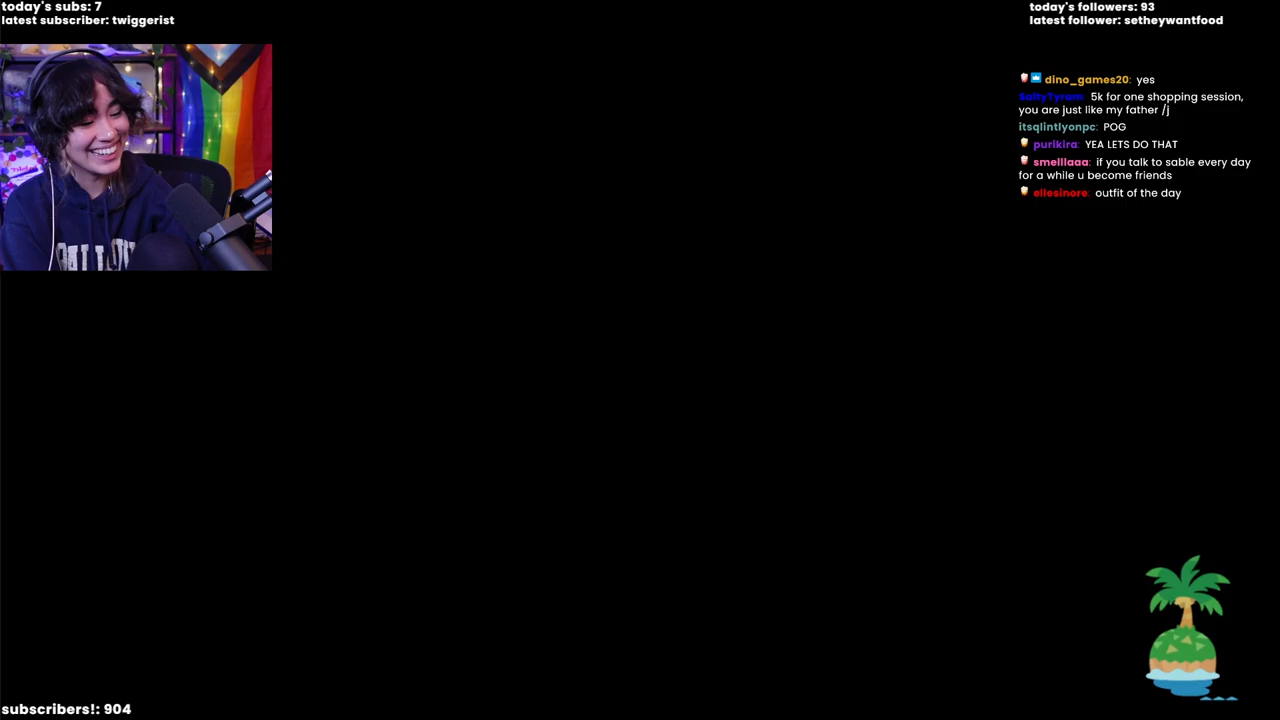 today's subs: 7
latest subscriber: twiggerist
today's followers: 93
latest follower: setheywantfood
dino_games20: yes
SaltyTyram: 5k for one shopping session,
you are just like my father /j
itsqlintlyonpc: POG
purikira: YEA LETS DO THAT
smelllaaa: if you talk to sable every day
for a while u become friends
ellesinore: outfit of the day
subscribers!: 904